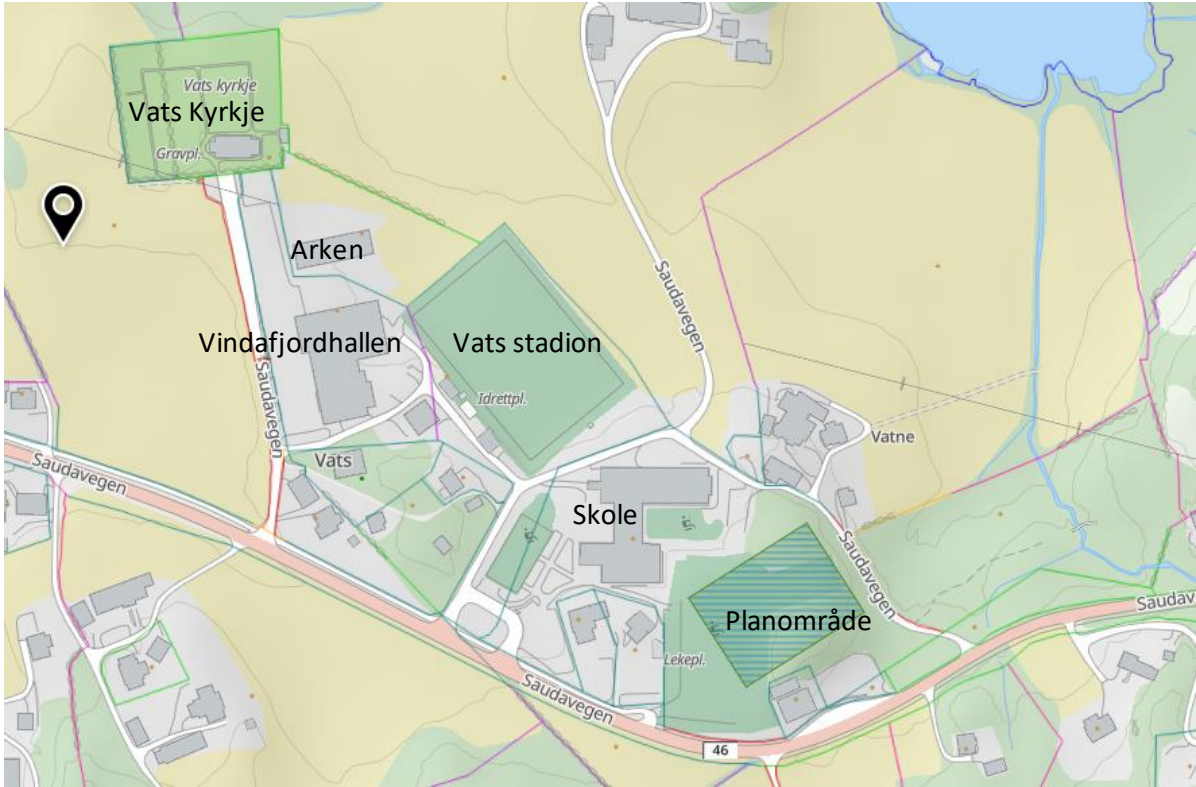 Vats kyrkje
Vats Kyrkje
Gravpl.
Arken
Vindafjordhallen
Vats stadion
Saudavegen
Saudavegen
Idrettpl.
Vatne
Vats
Saudavegen
Skole
Saudavegen
Planområde
Saudav
Lekepl.
Saudavegen
46